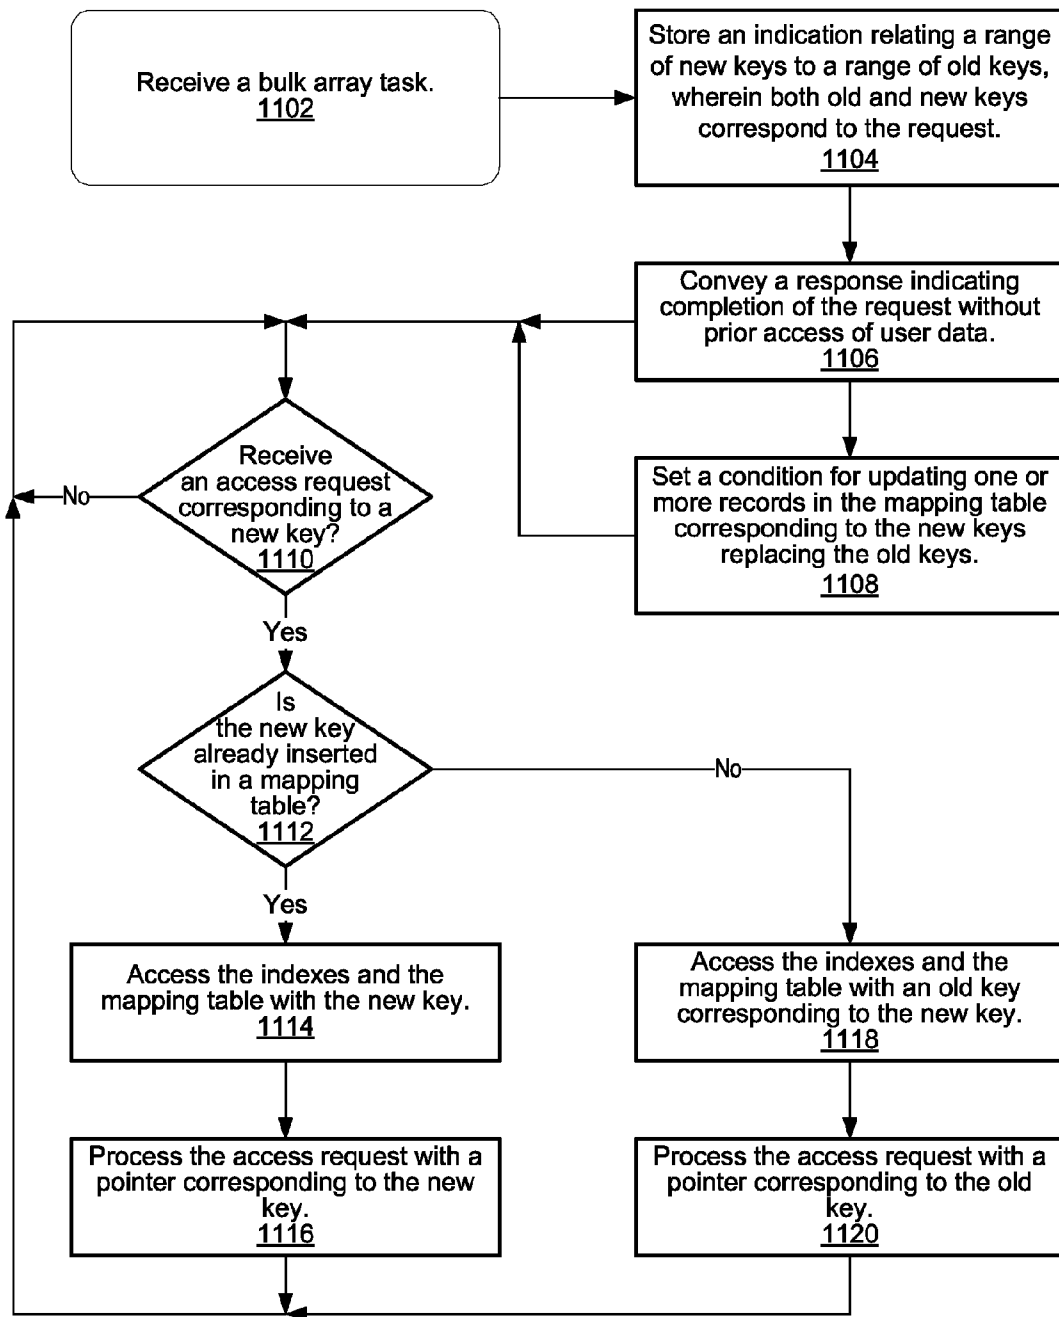 Receive a bulk array task.
1102
Store an indication relating a range
of new keys to a range of old keys,
wherein both old and new keys
correspond to the request.
1104
Convey a response indicating
completion of the request without
prior access of user data.
1106
Set a condition for updating one or
more records in the mapping table
corresponding to the new keys
replacing the old keys.
1108
Receive
an access request
corresponding to a
new key?
1110
No
Yes
Is
the new key
already inserted
in a mapping
table?
1112
No
Yes
Access the indexes and the
mapping table with the new key.
1114
Process the access request with a
pointer corresponding to the new
key.
1116
Access the indexes and the
mapping table with an old key
corresponding to the new key.
1118
Process the access request with a
pointer corresponding to the old
key.
1120